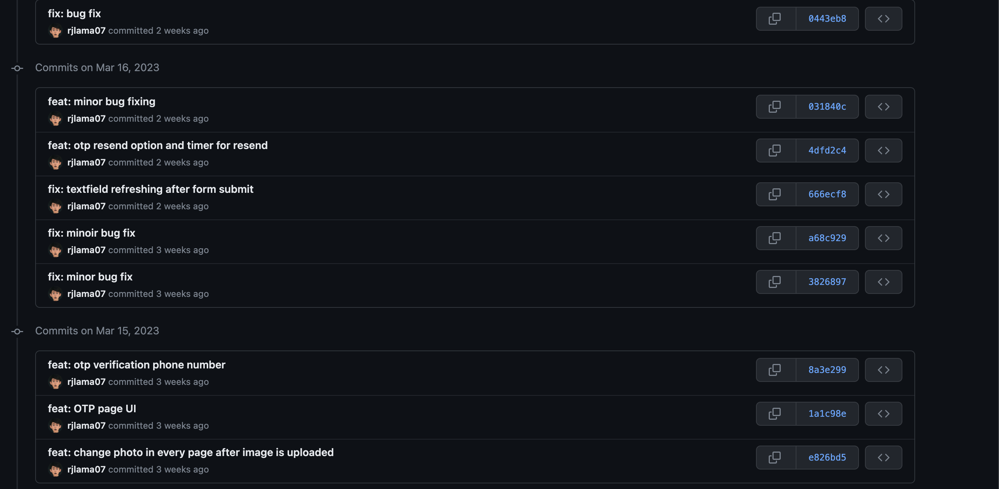 fix: bug fix
0443eb8
rjlama07 committed 2 weeks ago
Commits on Mar 16, 2023
feat: minor bug fixing
031840c
rjlama07 committed 2 weeks ago
feat: otp resend option and timer for resend
4dfd2c4
rjlama07 committed 2 weeks ago
fix: textfield refreshing after form submit
666ecf8
rjlama07 committed 2 weeks ago
fix: minoir bug fix
a68c929
rjlama07 committed 3 weeks ago
fix: minor bug fix
3826897
rjlama07 committed 3 weeks ago
Commits on Mar 15, 2023
feat: otp verification phone number
8a3e299
rjlama07 committed 3 weeks ago
feat: OTP page UI
1a1c98e
rjlama07 committed 3 weeks ago
feat: change photo in every page after image is uploaded
e826bd5
rjlama07 committed 3 weeks ago